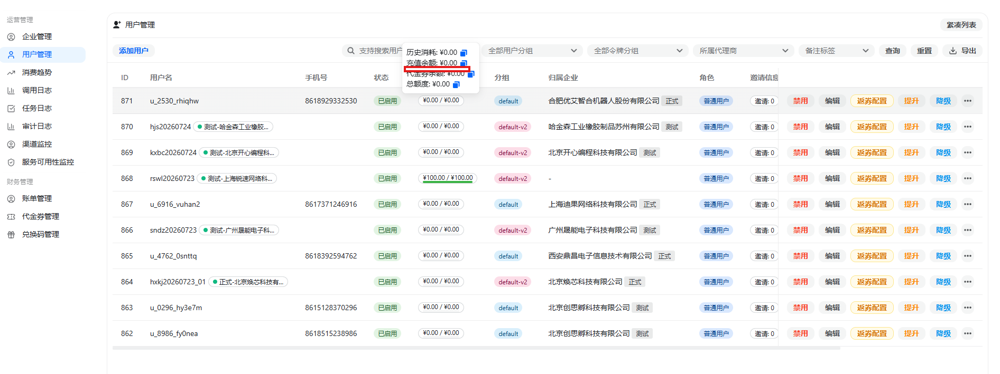 运营管理
企业管理
用户管理
消费趋势
调用日志
任务日志
审计日志
渠道监控
服务可用性监控
财务管理
账单管理
代金券管理
兑换码管理
用户管理 紧凑列表
添加用户 支持搜索用户 全部用户分组 全部令牌分组 所属代理商 备注标签 查询 重置 导出
历史消耗: ¥0.00
充值余额: ¥0.00
代金券余额: ¥0.00
总额度: ¥0.00
ID 用户名 手机号 状态 分组 归属企业 角色 邀请信息
871 u_2530_rhiqhw 8618929332530 已启用 ¥0.00 / ¥0.00 default 合肥优艾智合机器人股份有限公司 正式 普通用户 邀请: 0 禁用 编辑 返券配置 提升 降级 •••
870 hjs20260724 测试-哈金森工业橡胶... 已启用 ¥0.00 / ¥0.00 default-v2 哈金森工业橡胶制品苏州有限公司 测试 普通用户 邀请: 0 禁用 编辑 返券配置 提升 降级 •••
869 kxbc20260724 测试-北京开心编程科... 已启用 ¥0.00 / ¥0.00 default-v2 北京开心编程科技有限公司 测试 普通用户 邀请: 0 禁用 编辑 返券配置 提升 降级 •••
868 rswl20260723 测试-上海锐速网络科... 已启用 ¥100.00 / ¥100.00 default-v2 - 普通用户 邀请: 0 禁用 编辑 返券配置 提升 降级 •••
867 u_6916_vuhan2 8617371246916 已启用 ¥0.00 / ¥0.00 default 上海迪果网络科技有限公司 正式 普通用户 邀请: 0 禁用 编辑 返券配置 提升 降级 •••
866 sndz20260723 测试-广州晟能电子科... 已启用 ¥0.00 / ¥0.00 default-v2 广州晟能电子科技有限公司 测试 普通用户 邀请: 0 禁用 编辑 返券配置 提升 降级 •••
865 u_4762_0snttq 8618392594762 已启用 ¥0.00 / ¥0.00 default 西安鼎昌电子信息技术有限公司 正式 普通用户 邀请: 0 禁用 编辑 返券配置 提升 降级 •••
864 hxkj20260723_01 正式-北京焕芯科技有... 已启用 ¥0.00 / ¥0.00 default-v2 北京焕芯科技有限公司 正式 普通用户 邀请: 0 禁用 编辑 返券配置 提升 降级 •••
863 u_0296_hy3e7m 8615128370296 已启用 ¥0.00 / ¥0.00 default 北京创思孵科技有限公司 测试 普通用户 邀请: 0 禁用 编辑 返券配置 提升 降级 •••
862 u_8986_fy0nea 8618515238986 已启用 ¥0.00 / ¥0.00 default 北京创思孵科技有限公司 测试 普通用户 邀请: 0 禁用 编辑 返券配置 提升 降级 •••